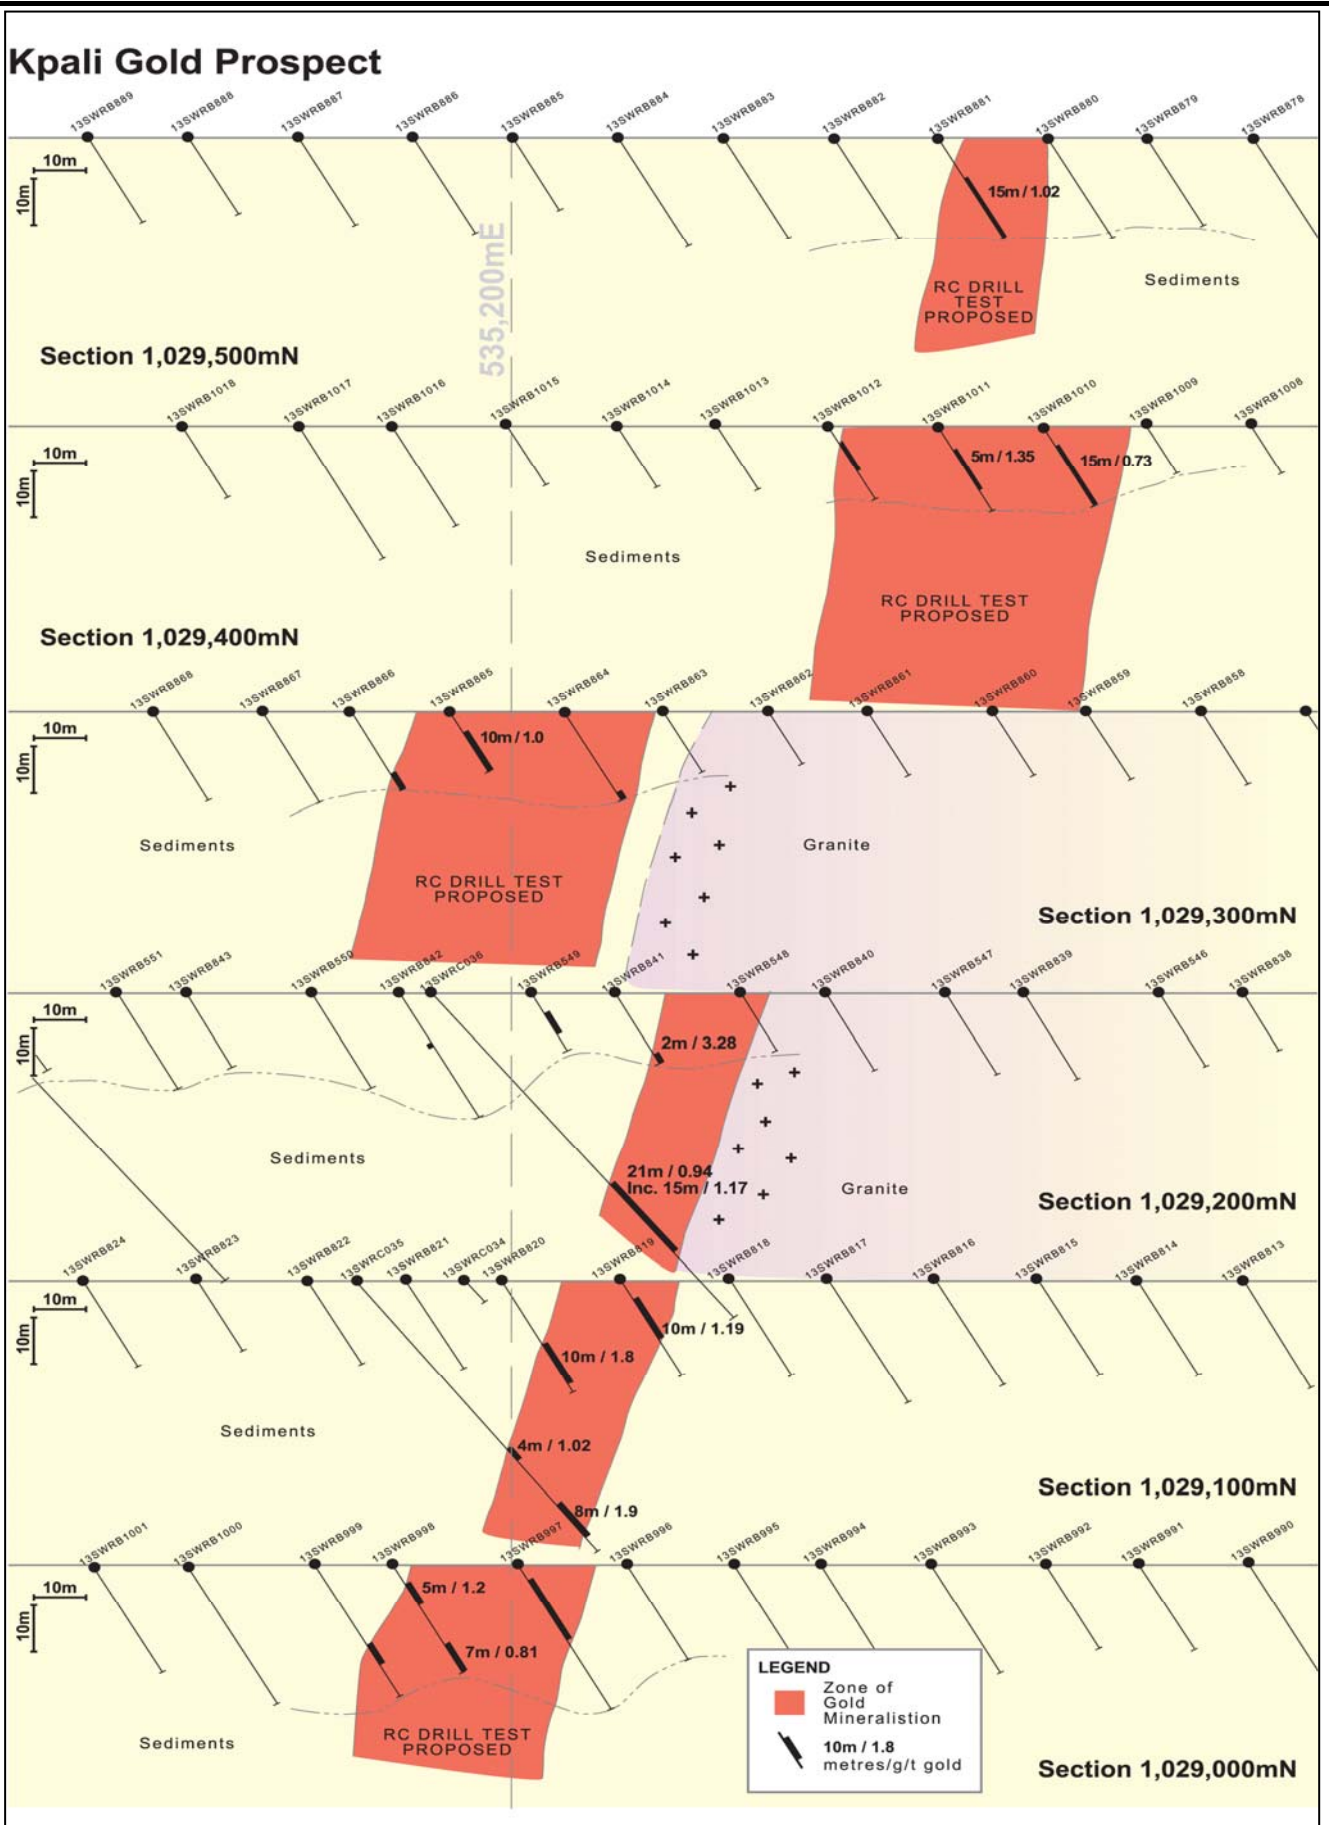 Kpali Gold Prospect
13SWRB889
13SWRB888
13SWRB887
13SWRB886
13SWRB885
13SWRB884
13SWRB883
13SWRB882
13SWRB881
13SWRB880
13SWRB879
13SWRB878
10m
10m
15m / 1.02
535,200mE
RC DRILL
TEST
PROPOSED
Sediments
Section 1,029,500mN
13SWRB1018
13SWRB1017
13SWRB1016
13SWRB1015
13SWRB1014
13SWRB1013
13SWRB1012
13SWRB1011
13SWRB1010
13SWRB1009
13SWRB1008
10m
10m
5m / 1.35
15m / 0.73
Sediments
RC DRILL TEST
PROPOSED
Section 1,029,400mN
13SWRB868
13SWRB867
13SWRB866
13SWRB865
13SWRB864
13SWRB863
13SWRB862
13SWRB861
13SWRB860
13SWRB859
13SWRB858
10m
10m
10m / 1.0
Sediments
Granite
RC DRILL TEST
PROPOSED
Section 1,029,300mN
13SWRB551
13SWRB843
13SWRB550
13SWRB842
13SWRC036
13SWRB549
13SWRB841
13SWRB548
13SWRB840
13SWRB547
13SWRB839
13SWRB546
13SWRB838
10m
10m
2m / 3.28
Sediments
21m / 0.94
Inc. 15m / 1.17
Granite
Section 1,029,200mN
13SWRB824
13SWRB823
13SWRB822
13SWRC035
13SWRB821
13SWRC034
13SWRB820
13SWRB819
13SWRB818
13SWRB817
13SWRB816
13SWRB815
13SWRB814
13SWRB813
10m
10m
10m / 1.19
10m / 1.8
Sediments
4m / 1.02
8m / 1.9
Section 1,029,100mN
13SWRB1001
13SWRB1000
13SWRB999
13SWRB998
13SWRB997
13SWRB996
13SWRB995
13SWRB994
13SWRB993
13SWRB992
13SWRB991
13SWRB990
10m
10m
5m / 1.2
7m / 0.81
Sediments
RC DRILL TEST
PROPOSED
LEGEND
Zone of
Gold
Mineralistion
10m / 1.8
metres/g/t gold
Section 1,029,000mN